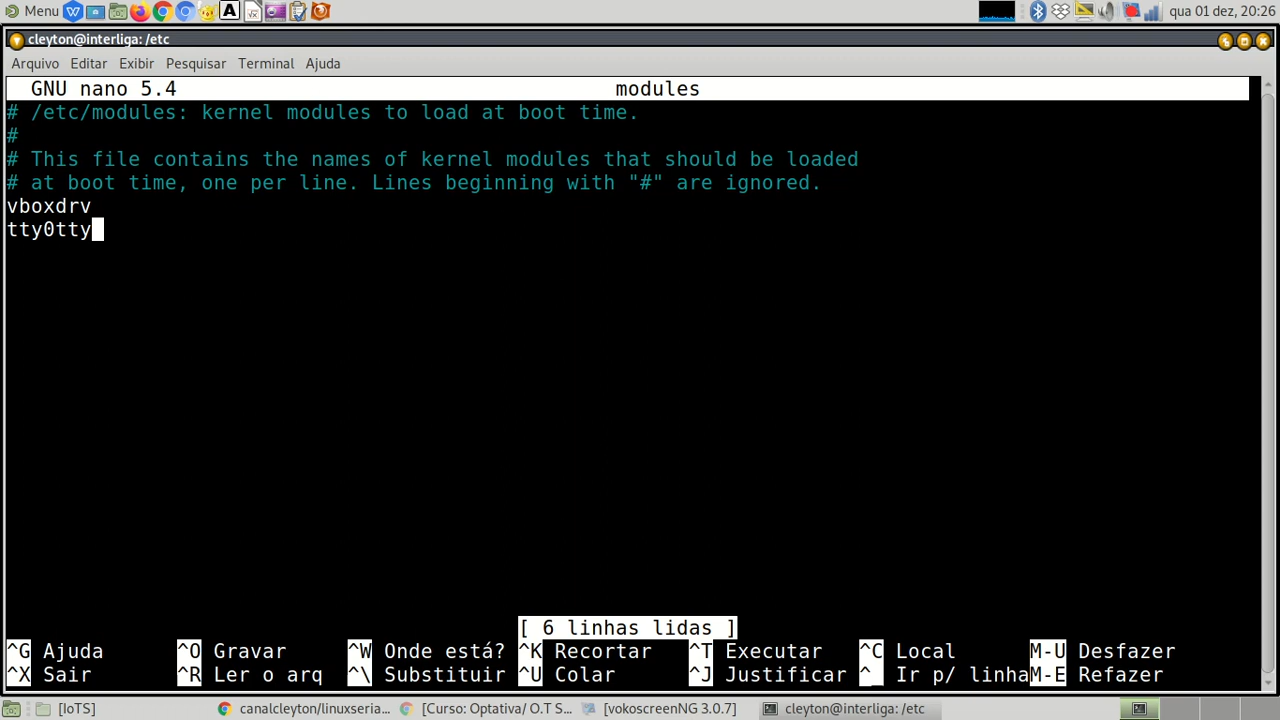 Menu
qua 01 dez, 20:26
cleyton@interliga: /etc
Arquivo Editar Exibir Pesquisar Terminal Ajuda
GNU nano 5.4 modules
# /etc/modules: kernel modules to load at boot time.
#
# This file contains the names of kernel modules that should be loaded
# at boot time, one per line. Lines beginning with "#" are ignored.
vboxdrv
tty0tty
[ 6 linhas lidas ]
^G Ajuda ^O Gravar ^W Onde está? ^K Recortar ^T Executar ^C Local M-U Desfazer
^X Sair ^R Ler o arq ^\ Substituir ^U Colar ^J Justificar ^_ Ir p/ linha M-E Refazer
[IoTS] canalcleyton/linuxseria... [Curso: Optativa/ O.T S... [vokoscreenNG 3.0.7] cleyton@interliga: /etc